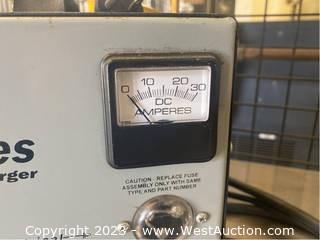 0 10 20 30
DC
AMPERES
es
rger
CAUTION - REPLACE FUSE
ASSEMBLY ONLY WITH SAME
TYPE AND PART NUMBER
Copyright 2023 - WestAuction.com